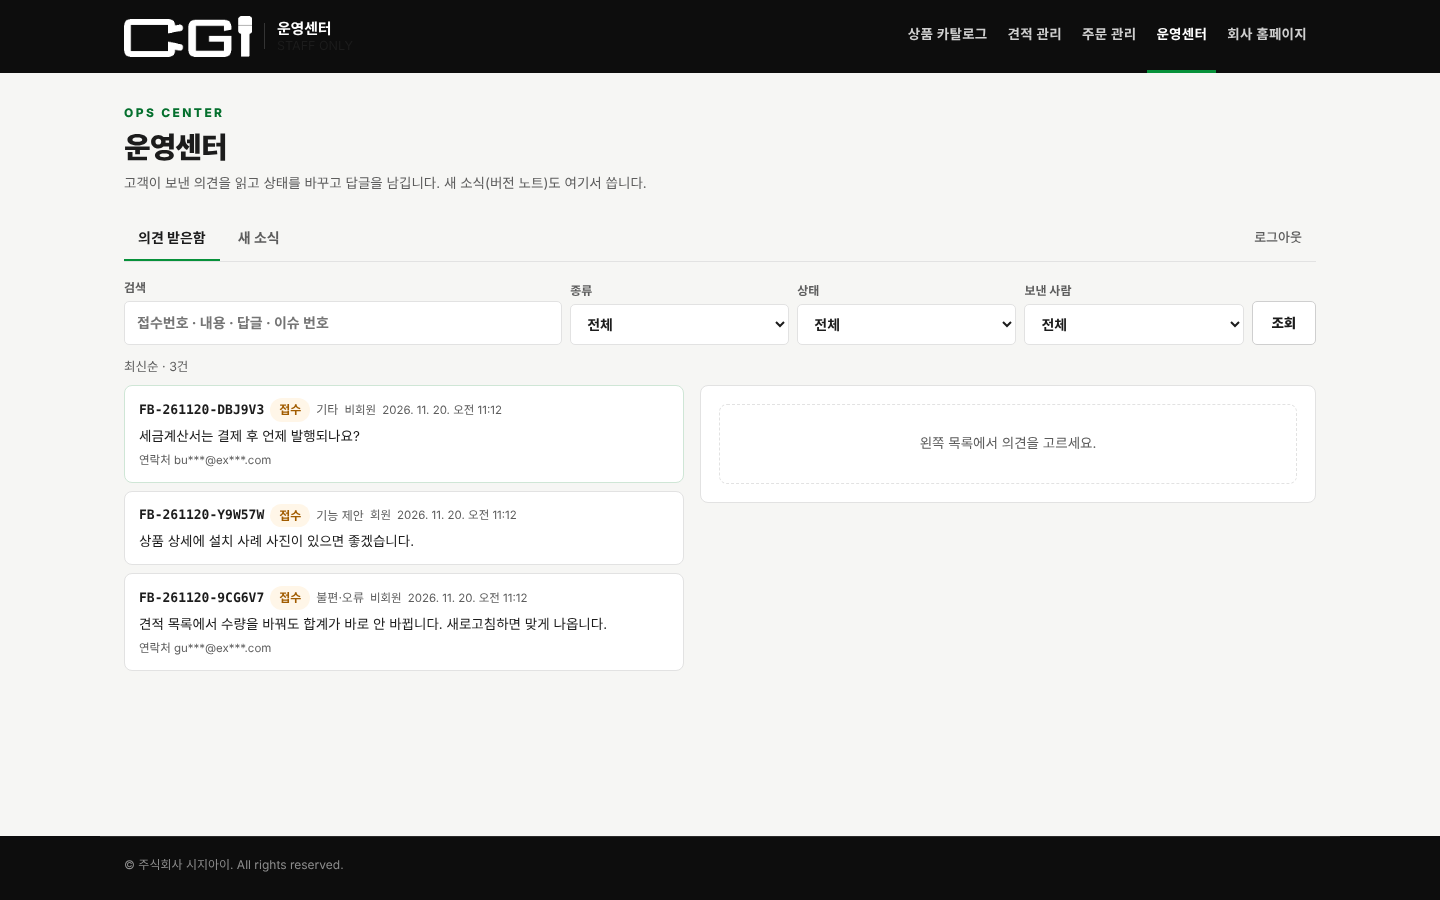 CGI
운영센터
STAFF ONLY
상품 카탈로그 견적 관리 주문 관리 운영센터 회사 홈페이지
OPS CENTER
운영센터
고객이 보낸 의견을 읽고 상태를 바꾸고 답글을 남깁니다. 새 소식(버전 노트)도 여기서 씁니다.
의견 받은함 새 소식 로그아웃
검색 종류 상태 보낸 사람
접수번호 · 내용 · 답글 · 이슈 번호 전체 전체 전체 조회
최신순 · 3건
FB-261120-DBJ9V3 접수 기타 비회원 2026. 11. 20. 오전 11:12
세금계산서는 결제 후 언제 발행되나요?
연락처 bu***@ex***.com
왼쪽 목록에서 의견을 고르세요.
FB-261120-Y9W57W 접수 기능 제안 회원 2026. 11. 20. 오전 11:12
상품 상세에 설치 사례 사진이 있으면 좋겠습니다.
FB-261120-9CG6V7 접수 불편·오류 비회원 2026. 11. 20. 오전 11:12
견적 목록에서 수량을 바꿔도 합계가 바로 안 바뀝니다. 새로고침하면 맞게 나옵니다.
연락처 gu***@ex***.com
© 주식회사 시지아이. All rights reserved.